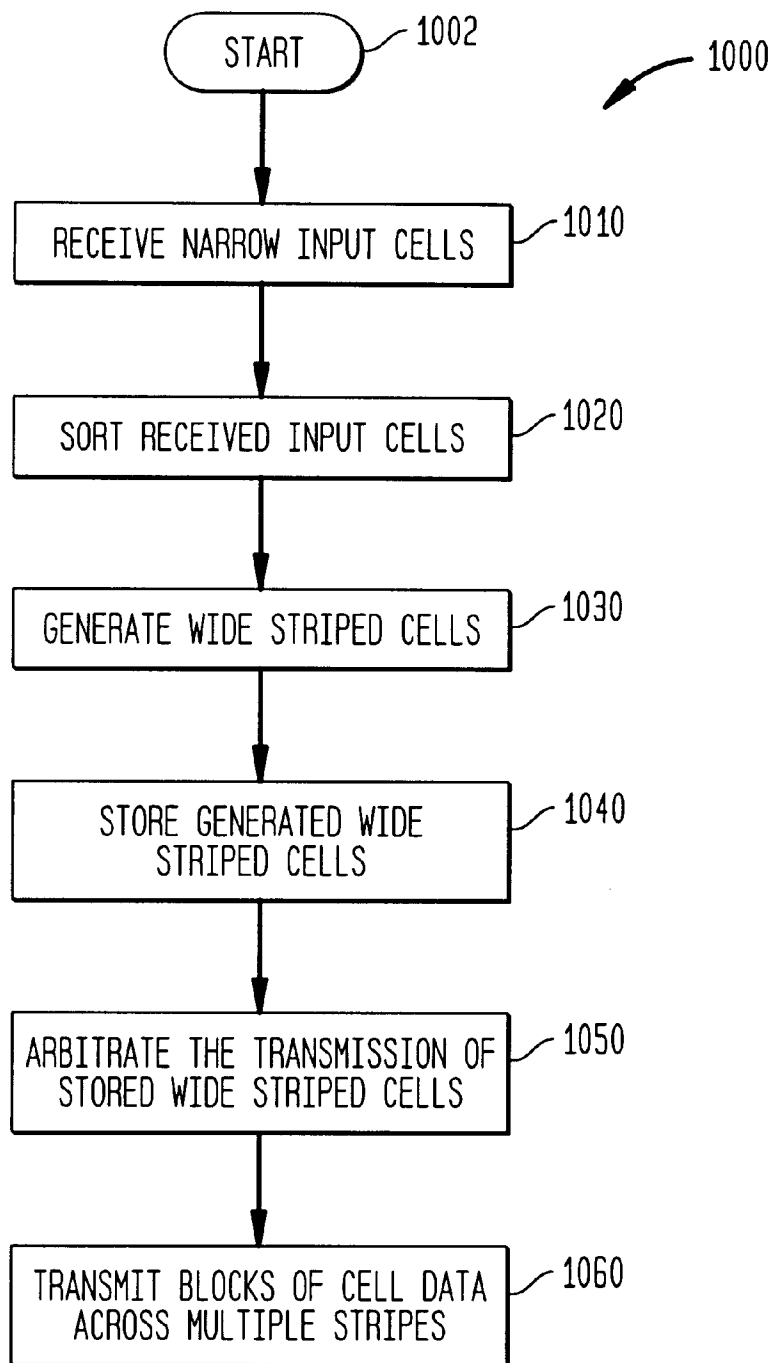 START
1002
1000
RECEIVE NARROW INPUT CELLS
1010
SORT RECEIVED INPUT CELLS
1020
GENERATE WIDE STRIPED CELLS
1030
STORE GENERATED WIDE
STRIPED CELLS
1040
ARBITRATE THE TRANSMISSION OF
STORED WIDE STRIPED CELLS
1050
TRANSMIT BLOCKS OF CELL DATA
ACROSS MULTIPLE STRIPES
1060